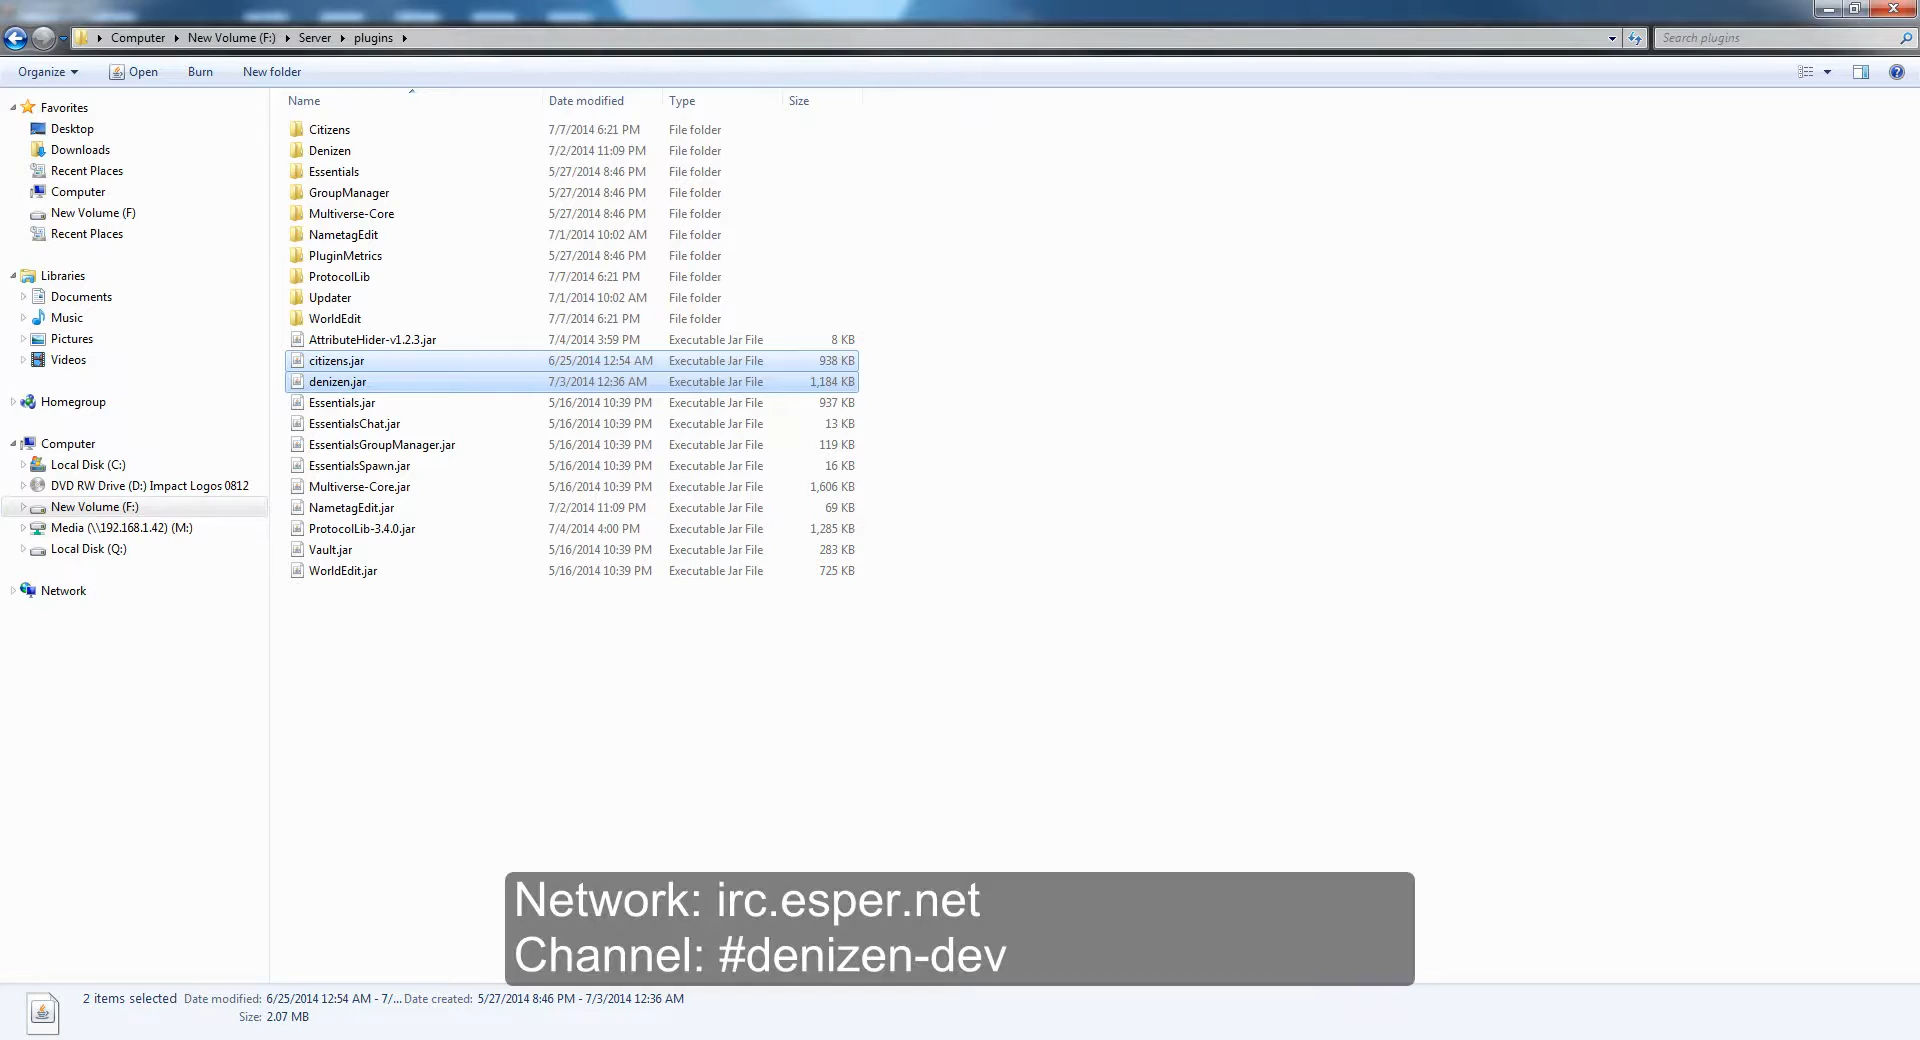 Computer New Volume (F:) Server plugins Search plugins
Organize Open Burn New folder
Name Date modified Type Size
Favorites
Desktop
Downloads
Recent Places
Computer
New Volume (F)
Recent Places
Libraries
Documents
Music
Pictures
Videos
Homegroup
Computer
Local Disk (C:)
DVD RW Drive (D:) Impact Logos 0812
New Volume (F:)
Media (\\192.168.1.42) (M:)
Local Disk (Q:)
Network
Citizens 7/7/2014 6:21 PM File folder
Denizen 7/2/2014 11:09 PM File folder
Essentials 5/27/2014 8:46 PM File folder
GroupManager 5/27/2014 8:46 PM File folder
Multiverse-Core 5/27/2014 8:46 PM File folder
NametagEdit 7/1/2014 10:02 AM File folder
PluginMetrics 5/27/2014 8:46 PM File folder
ProtocolLib 7/7/2014 6:21 PM File folder
Updater 7/1/2014 10:02 AM File folder
WorldEdit 7/7/2014 6:21 PM File folder
AttributeHider-v1.2.3.jar 7/4/2014 3:59 PM Executable Jar File 8 KB
citizens.jar 6/25/2014 12:54 AM Executable Jar File 938 KB
denizen.jar 7/3/2014 12:36 AM Executable Jar File 1,184 KB
Essentials.jar 5/16/2014 10:39 PM Executable Jar File 937 KB
EssentialsChat.jar 5/16/2014 10:39 PM Executable Jar File 13 KB
EssentialsGroupManager.jar 5/16/2014 10:39 PM Executable Jar File 119 KB
EssentialsSpawn.jar 5/16/2014 10:39 PM Executable Jar File 16 KB
Multiverse-Core.jar 5/16/2014 10:39 PM Executable Jar File 1,606 KB
NametagEdit.jar 7/2/2014 11:09 PM Executable Jar File 69 KB
ProtocolLib-3.4.0.jar 7/4/2014 4:00 PM Executable Jar File 1,285 KB
Vault.jar 5/16/2014 10:39 PM Executable Jar File 283 KB
WorldEdit.jar 5/16/2014 10:39 PM Executable Jar File 725 KB
Network: irc.esper.net
Channel: #denizen-dev
2 items selected Date modified: 6/25/2014 12:54 AM - 7/... Date created: 5/27/2014 8:46 PM - 7/3/2014 12:36 AM
Size: 2.07 MB